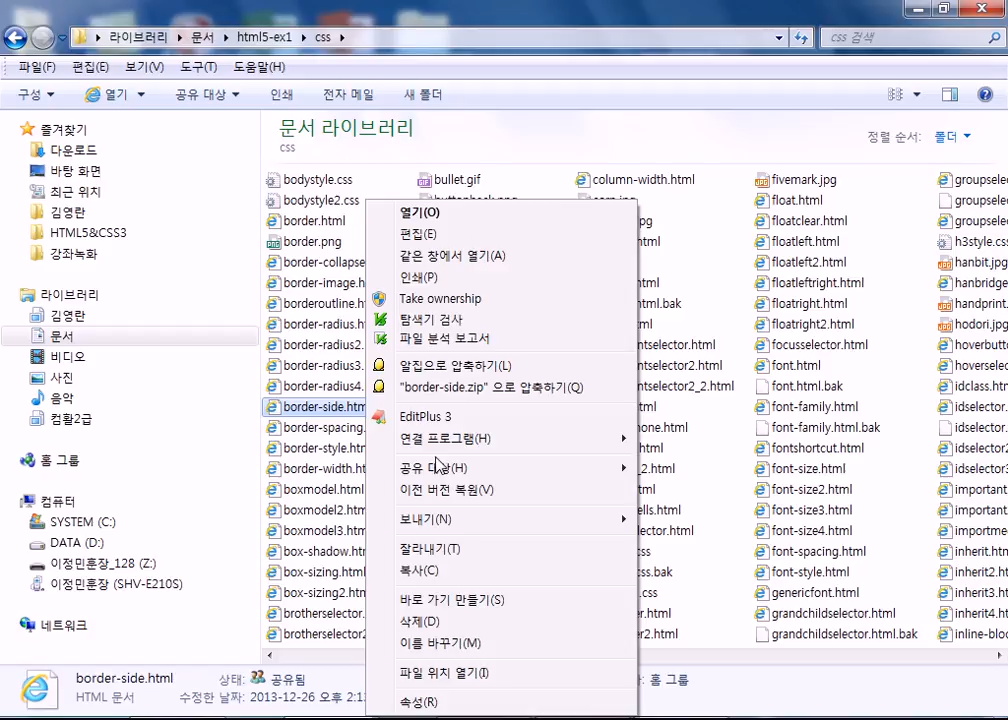 라이브러리 ▸ 문서 ▸ html5-ex1 ▸ css ▸
css 검색
파일(F) 편집(E) 보기(V) 도구(T) 도움말(H)
구성 열기 공유 대상 인쇄 전자 메일 새 폴더
즐겨찾기
다운로드
바탕 화면
최근 위치
김영란
HTML5&CSS3
강좌녹화
라이브러리
김영란
문서
비디오
사진
음악
컴활2급
홈 그룹
컴퓨터
SYSTEM (C:)
DATA (D:)
이정민훈장_128 (Z:)
이정민훈장 (SHV-E210S)
네트워크
문서 라이브러리
css
정렬 순서: 폴더
bodystyle.css
bodystyle2.css
border.html
border.png
border-collapse
border-image.h
borderoutline.h
border-radius.h
border-radius2.
border-radius3.
border-radius4.
border-side.htm
border-spacing.
border-style.htm
border-width.ht
boxmodel.html
boxmodel2.htm
boxmodel3.htm
box-shadow.htm
box-sizing.html
box-sizing2.htm
brotherselector.
brotherselector2
bullet.gif
열기(O)
편집(E)
같은 창에서 열기(A)
인쇄(P)
Take ownership
탐색기 검사
파일 분석 보고서
알집으로 압축하기(L)
"border-side.zip" 으로 압축하기(Q)
EditPlus 3
연결 프로그램(H)
공유 대상(H)
이전 버전 복원(V)
보내기(N)
잘라내기(T)
복사(C)
바로 가기 만들기(S)
삭제(D)
이름 바꾸기(M)
파일 위치 열기(I)
속성(R)
column-width.html
fivemark.jpg
float.html
floatclear.html
floatleft.html
floatleft2.html
floatright.html
floatright2.html
focusselector.html
followselector.html
followselector2.html
font.html
font.html.bak
font-family.html
font-family.html.bak
fontshortcut.html
font-size.html
font-size2.html
font-size3.html
font-size4.html
font-spacing.html
font-style.html
genericfont.html
grandchildselector.html
grandchildselector.html.bak
groupselec
groupselec
groupselec
h3style.css
hanbit.jpg
hanbridge
handprint.
hodori.jpg
hoverbutto
hoverselec
idclass.htm
idselector.
idselector2
idselector3
important.
important2
importmed
inherit.htm
inherit2.ht
inherit3.ht
inline-bloc
border-side.html
HTML 문서
상태: 공유됨
수정한 날짜: 2013-12-26 오후 2:1
홈 그룹